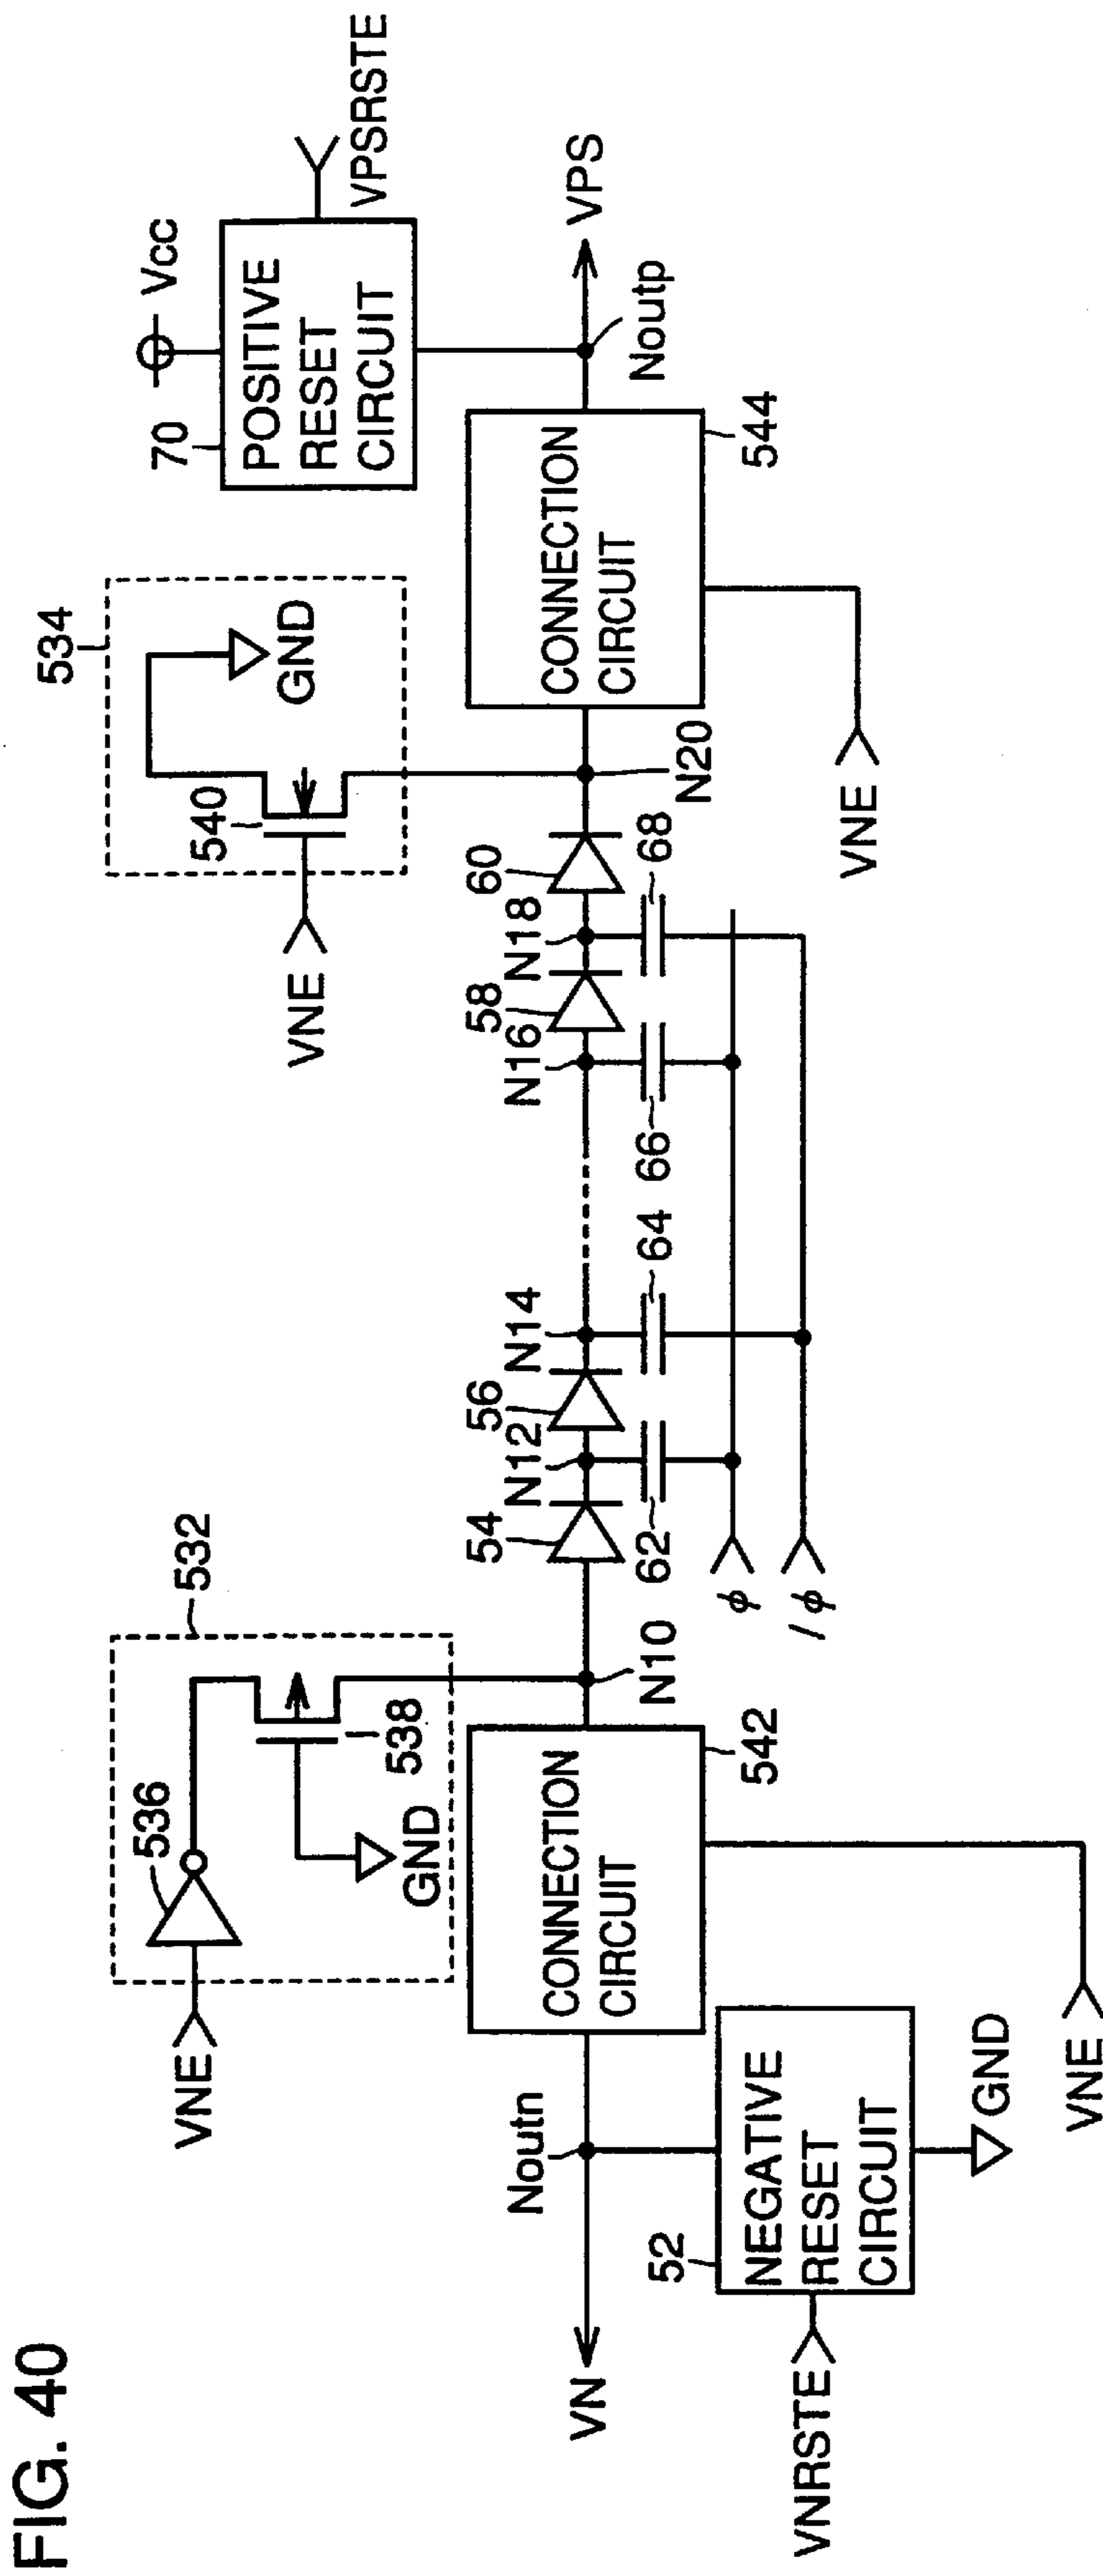 FIG. 40
VNE
536
532
538
GND
534
540
GND
VNE
70
Vcc
POSITIVE
RESET
CIRCUIT
VPSRSTE
VN
Noutn
CONNECTION
CIRCUIT
542
N10
54
N12
56
N14
N16
58
N18
60
N20
62
64
66
68
φ
/φ
CONNECTION
CIRCUIT
544
Noutp
VPS
VNE
52
NEGATIVE
RESET
CIRCUIT
VNRSTE
GND
VNE